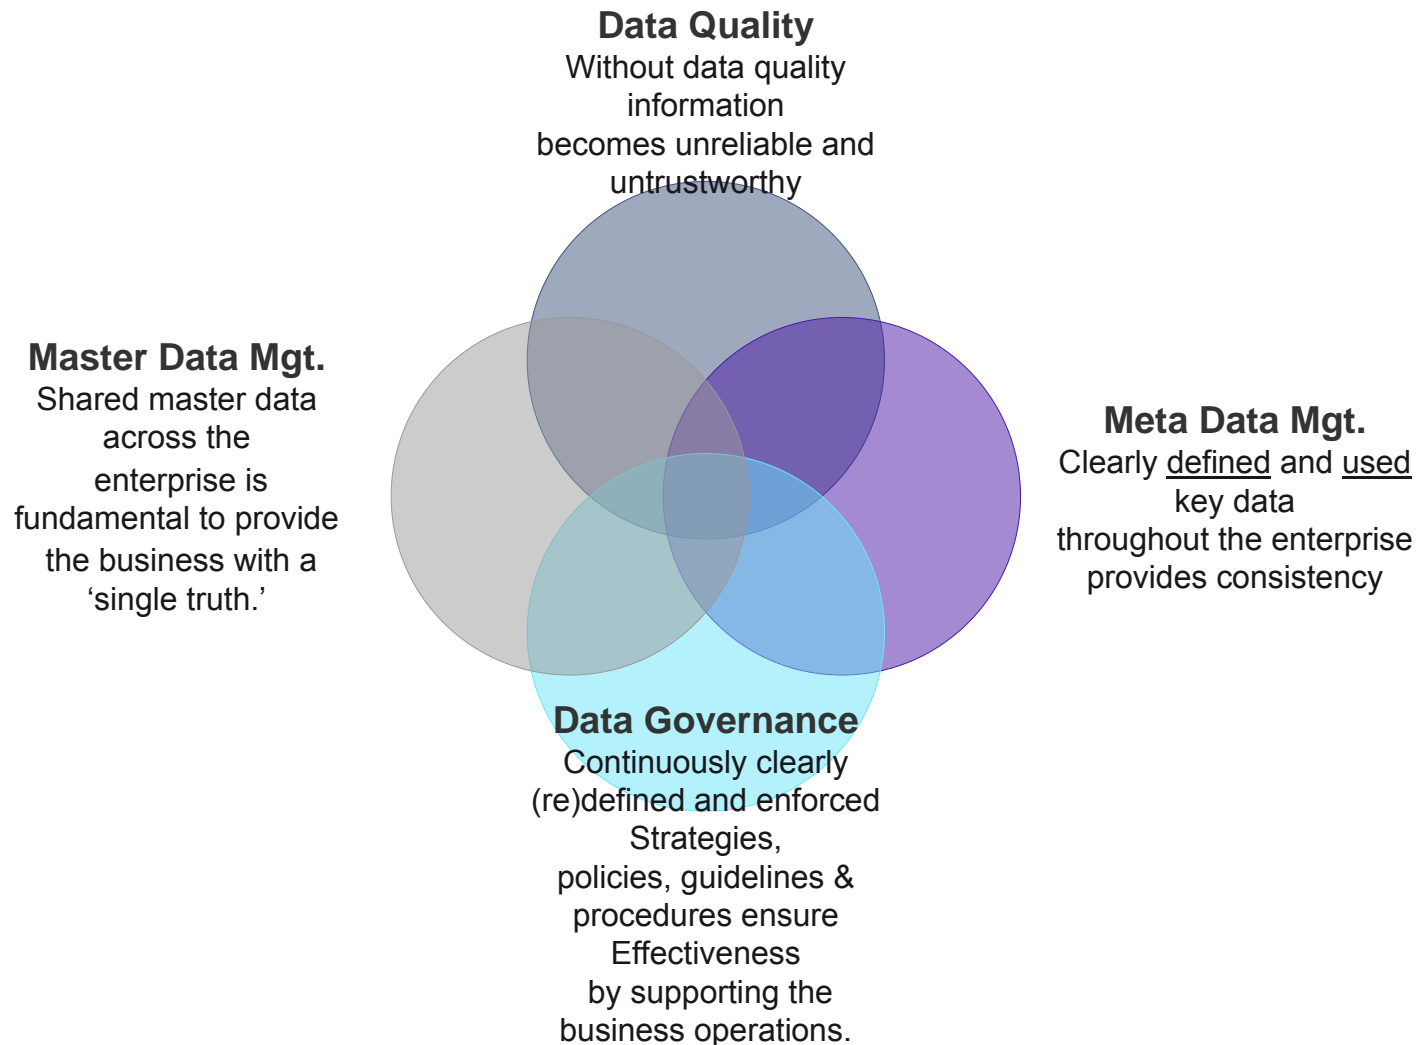 Data Quality
Without data quality
information
becomes unreliable and
untrustworthy
Master Data Mgt.
Shared master data
across the
enterprise is
fundamental to provide
the business with a
‘single truth.’
Meta Data Mgt.
Clearly defined and used
key data
throughout the enterprise
provides consistency
Data Governance
Continuously clearly
(re)defined and enforced
Strategies,
policies, guidelines &
procedures ensure
Effectiveness
by supporting the
business operations.